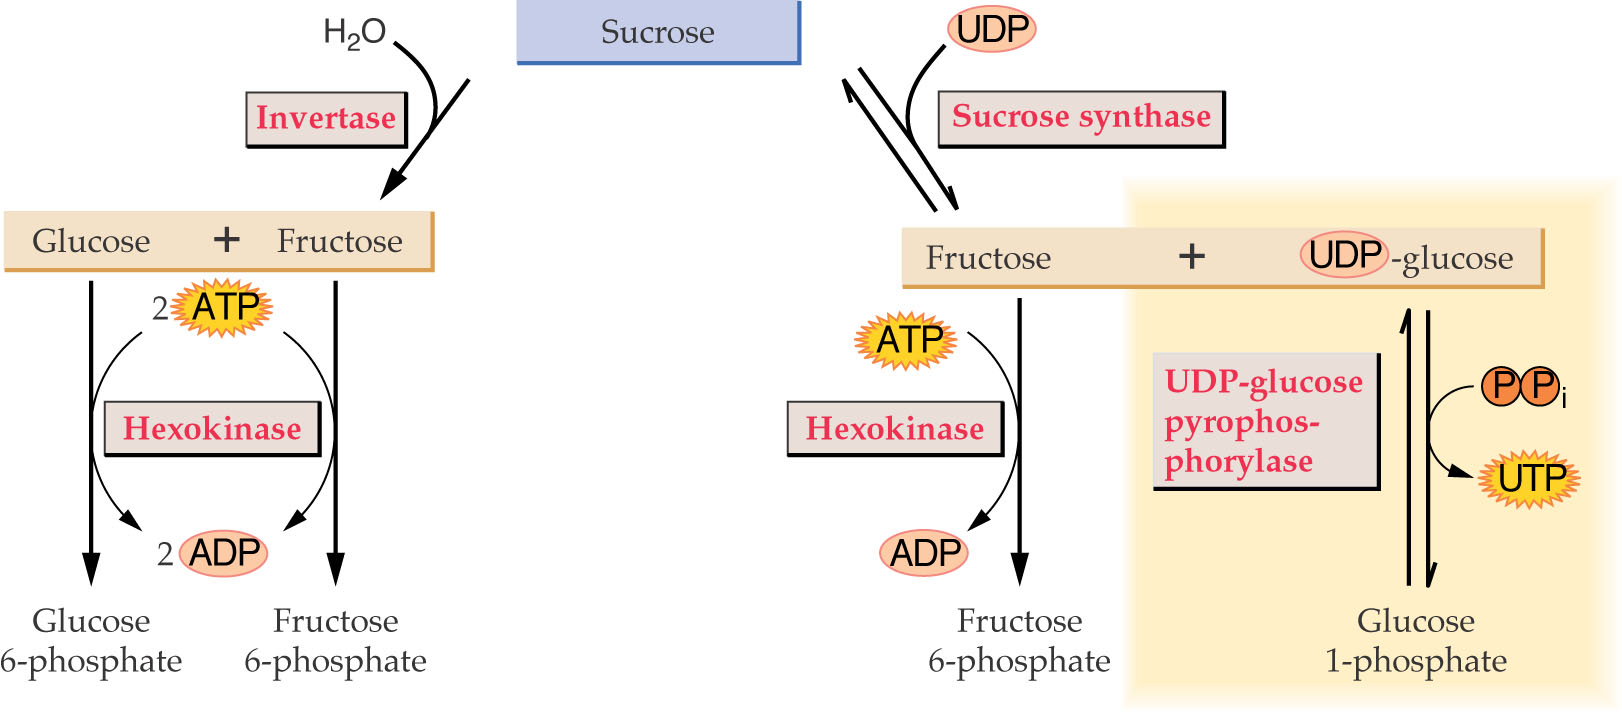 H2O
Sucrose
UDP
Invertase
Sucrose synthase
Glucose + Fructose
Fructose + UDP-glucose
2 ATP
ATP
UDP-glucose
pyrophos-
phorylase
PPi
Hexokinase
Hexokinase
UTP
2 ADP
ADP
Glucose
6-phosphate
Fructose
6-phosphate
Fructose
6-phosphate
Glucose
1-phosphate